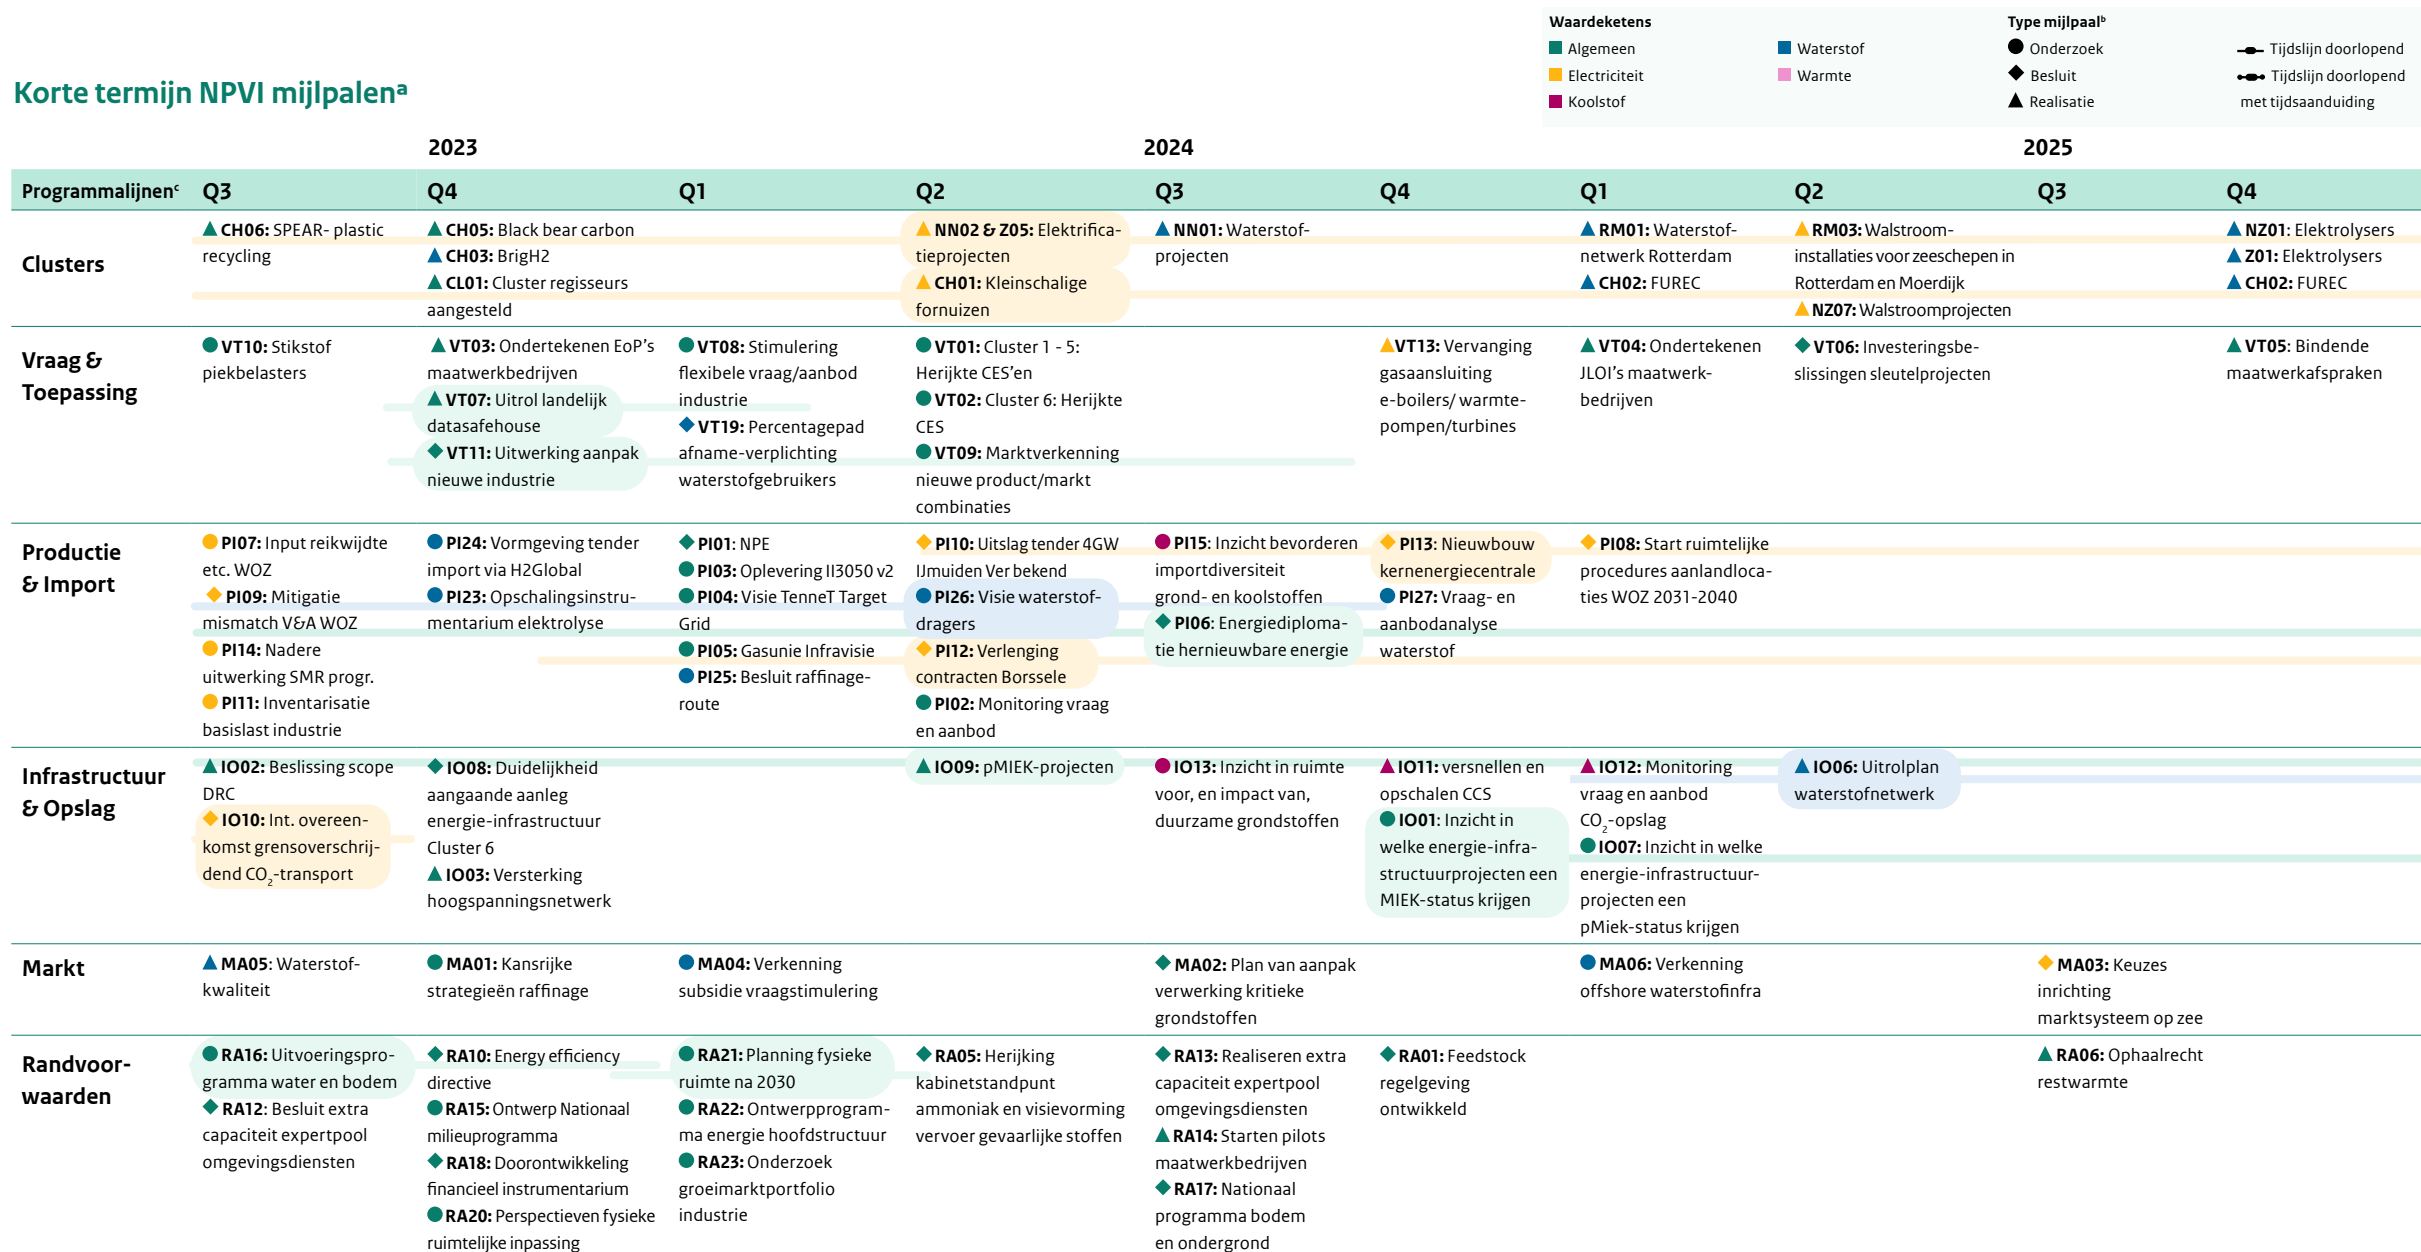 Waardeketens
Algemeen
Electriciteit
Koolstof
Waterstof
Warmte
Type mijlpaalᵇ
Onderzoek
Besluit
Realisatie
Tijdslijn doorlopend
Tijdslijn doorlopend
met tijdsaanduiding
Korte termijn NPVI mijlpalenᵃ
2023
2024
2025
Programmalijnenᶜ
Q3
Q4
Q1
Q2
Q3
Q4
Q1
Q2
Q3
Q4
Clusters
CH06: SPEAR- plastic
recycling
CH05: Black bear carbon
CH03: BrigH2
CL01: Cluster regisseurs
aangesteld
NN02 & Z05: Elektrifica-
tieprojecten
CH01: Kleinschalige
fornuizen
NN01: Waterstof-
projecten
RM01: Waterstof-
netwerk Rotterdam
CH02: FUREC
RM03: Walstroom-
installaties voor zeeschepen in
Rotterdam en Moerdijk
NZ07: Walstroomprojecten
NZ01: Elektrolysers
Z01: Elektrolysers
CH02: FUREC
Vraag &
Toepassing
VT10: Stikstof
piekbelasters
VT03: Ondertekenen EoP's
maatwerkbedrijven
VT07: Uitrol landelijk
datasafehouse
VT11: Uitwerking aanpak
nieuwe industrie
VT08: Stimulering
flexibele vraag/aanbod
industrie
VT19: Percentagepad
afname-verplichting
waterstofgebruikers
VT01: Cluster 1 - 5:
Herijkte CES'en
VT02: Cluster 6: Herijkte
CES
VT09: Marktverkenning
nieuwe product/markt
combinaties
VT13: Vervanging
gasaansluiting
e-boilers/ warmte-
pompen/turbines
VT04: Ondertekenen
JLOI's maatwerk-
bedrijven
VT06: Investeringsbe-
slissingen sleutelprojecten
VT05: Bindende
maatwerkafspraken
Productie
& Import
PI07: Input reikwijdte
etc. WOZ
PI09: Mitigatie
mismatch V&A WOZ
PI14: Nadere
uitwerking SMR progr.
PI11: Inventarisatie
basislast industrie
PI24: Vormgeving tender
import via H2Global
PI23: Opschalingsinstru-
mentarium elektrolyse
PI01: NPE
PI03: Oplevering II3050 v2
PI04: Visie TenneT Target
Grid
PI05: Gasunie Infravisie
PI25: Besluit raffinage-
route
PI10: Uitslag tender 4GW
IJmuiden Ver bekend
PI26: Visie waterstof-
dragers
PI12: Verlenging
contracten Borssele
PI02: Monitoring vraag
en aanbod
PI15: Inzicht bevorderen
importdiversiteit
grond- en koolstoffen
PI06: Energiediploma-
tie hernieuwbare energie
PI13: Nieuwbouw
kernenergiecentrale
PI27: Vraag- en
aanbodanalyse
waterstof
PI08: Start ruimtelijke
procedures aanlandloca-
ties WOZ 2031-2040
Infrastructuur
& Opslag
IO02: Beslissing scope
DRC
IO10: Int. overeen-
komst grensoverschrij-
dend CO₂-transport
IO08: Duidelijkheid
aangaande aanleg
energie-infrastructuur
Cluster 6
IO03: Versterking
hoogspanningsnetwerk
IO09: pMIEK-projecten
IO13: Inzicht in ruimte
voor, en impact van,
duurzame grondstoffen
IO11: versnellen en
opschalen CCS
IO01: Inzicht in
welke energie-infra-
structuurprojecten een
MIEK-status krijgen
IO12: Monitoring
vraag en aanbod
CO₂-opslag
IO07: Inzicht in welke
energie-infrastructuur-
projecten een
pMiek-status krijgen
IO06: Uitrolplan
waterstofnetwerk
Markt
MA05: Waterstof-
kwaliteit
MA01: Kansrijke
strategieën raffinage
MA04: Verkenning
subsidie vraagstimulering
MA02: Plan van aanpak
verwerking kritieke
grondstoffen
MA06: Verkenning
offshore waterstofinfra
MA03: Keuzes
inrichting
marktsysteem op zee
Randvoor-
waarden
RA16: Uitvoeringspro-
gramma water en bodem
RA12: Besluit extra
capaciteit expertpool
omgevingsdiensten
RA10: Energy efficiency
directive
RA15: Ontwerp Nationaal
milieuprogramma
RA18: Doorontwikkeling
financieel instrumentarium
RA20: Perspectieven fysieke
ruimtelijke inpassing
RA21: Planning fysieke
ruimte na 2030
RA22: Ontwerpprogram-
ma energie hoofdstructuur
RA23: Onderzoek
groeimarktportfolio
industrie
RA05: Herijking
kabinetstandpunt
ammoniak en visievorming
vervoer gevaarlijke stoffen
RA13: Realiseren extra
capaciteit expertpool
omgevingsdiensten
RA14: Starten pilots
maatwerkbedrijven
RA17: Nationaal
programma bodem
en ondergrond
RA01: Feedstock
regelgeving
ontwikkeld
RA06: Ophaalrecht
restwarmte